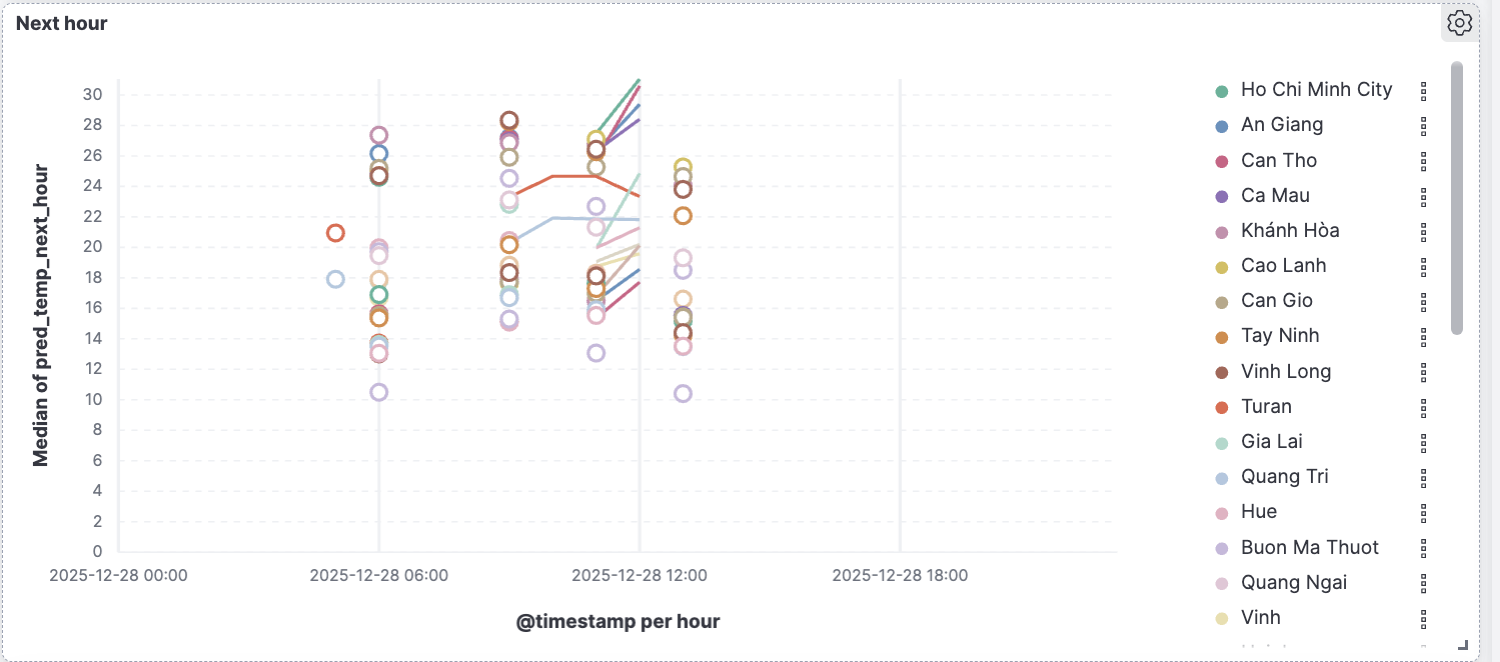 Next hour
Median of pred_temp_next_hour
30
28
26
24
22
20
18
16
14
12
10
8
6
4
2
0
2025-12-28 00:00
2025-12-28 06:00
2025-12-28 12:00
2025-12-28 18:00
@timestamp per hour
Ho Chi Minh City
An Giang
Can Tho
Ca Mau
Khánh Hòa
Cao Lanh
Can Gio
Tay Ninh
Vinh Long
Turan
Gia Lai
Quang Tri
Hue
Buon Ma Thuot
Quang Ngai
Vinh